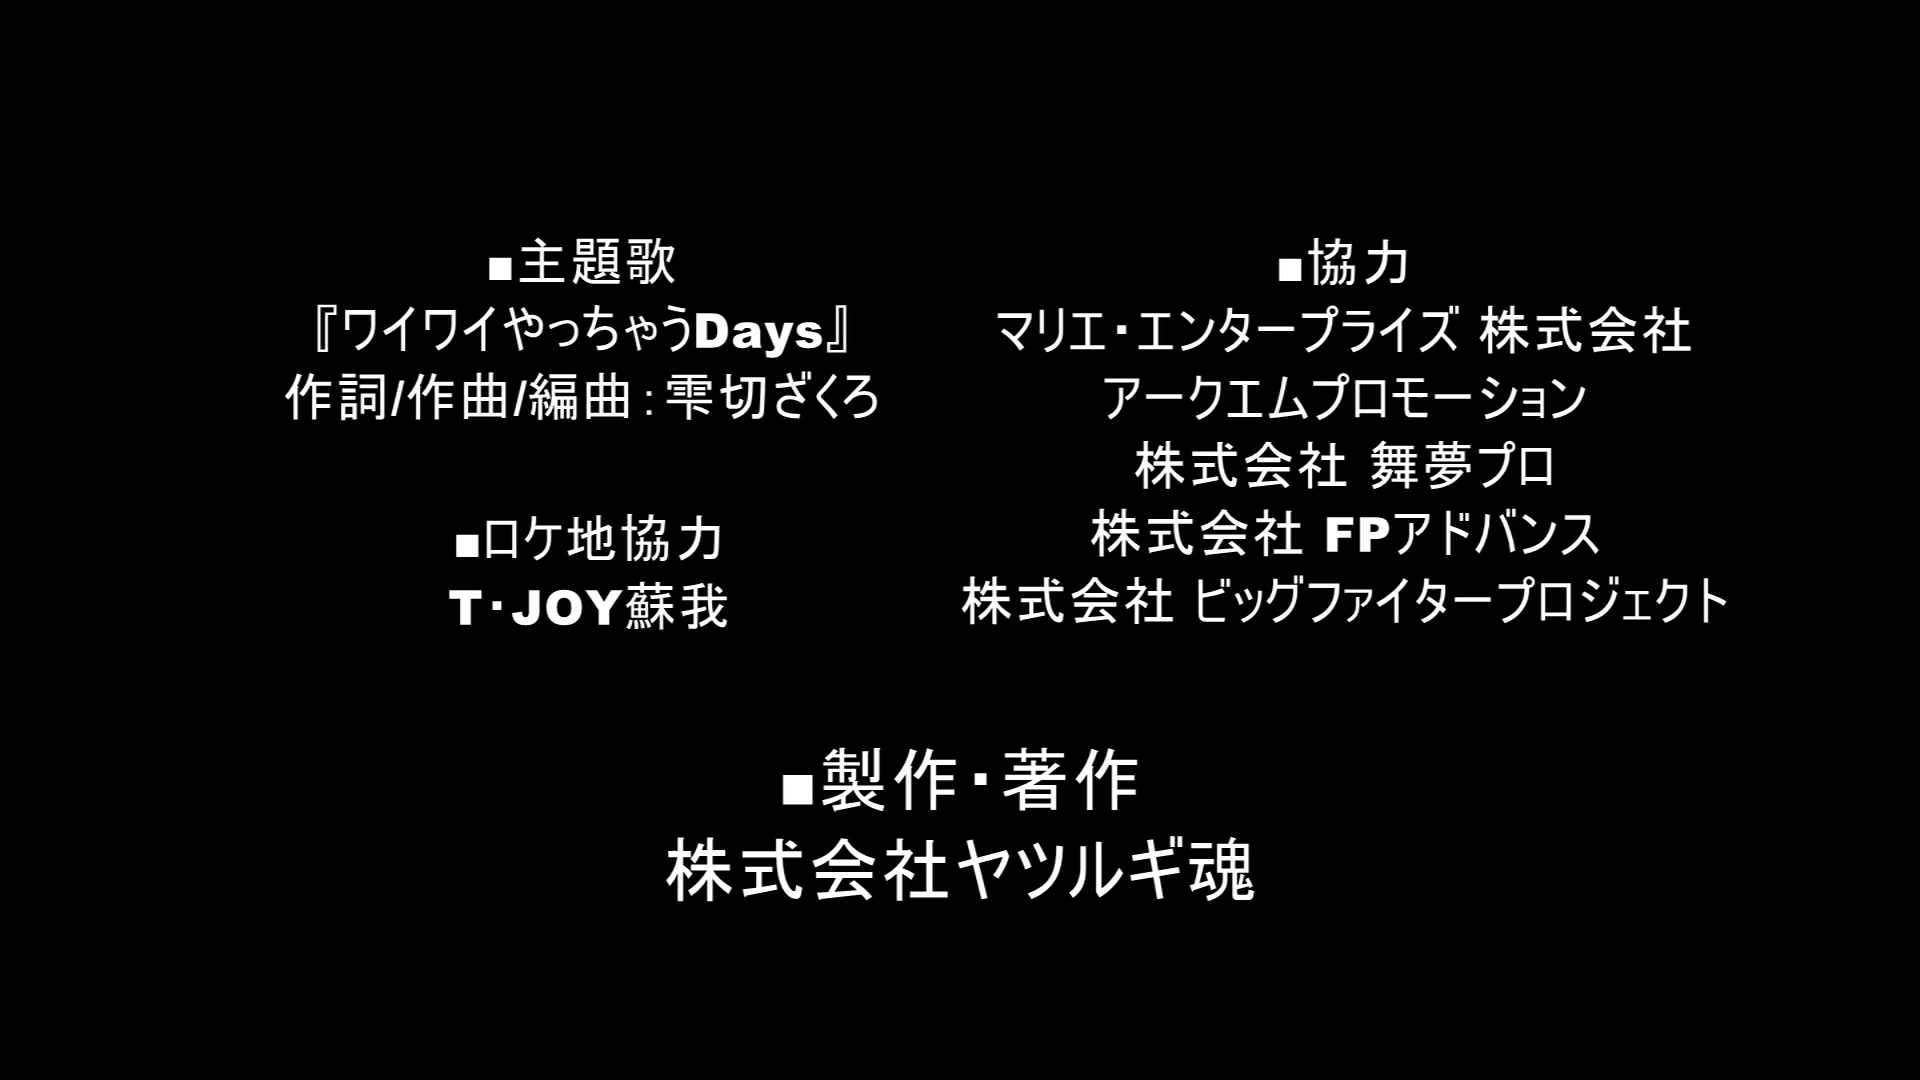 ■主題歌
『ワイワイやっちゃうDays』
作詞/作曲/編曲：雫切ざくろ
■ロケ地協力
T・JOY蘇我
■協力
マリエ・エンタープライズ 株式会社
アークエムプロモーション
株式会社 舞夢プロ
株式会社 FPアドバンス
株式会社 ビッグファイタープロジェクト
■製作・著作
株式会社ヤツルギ魂